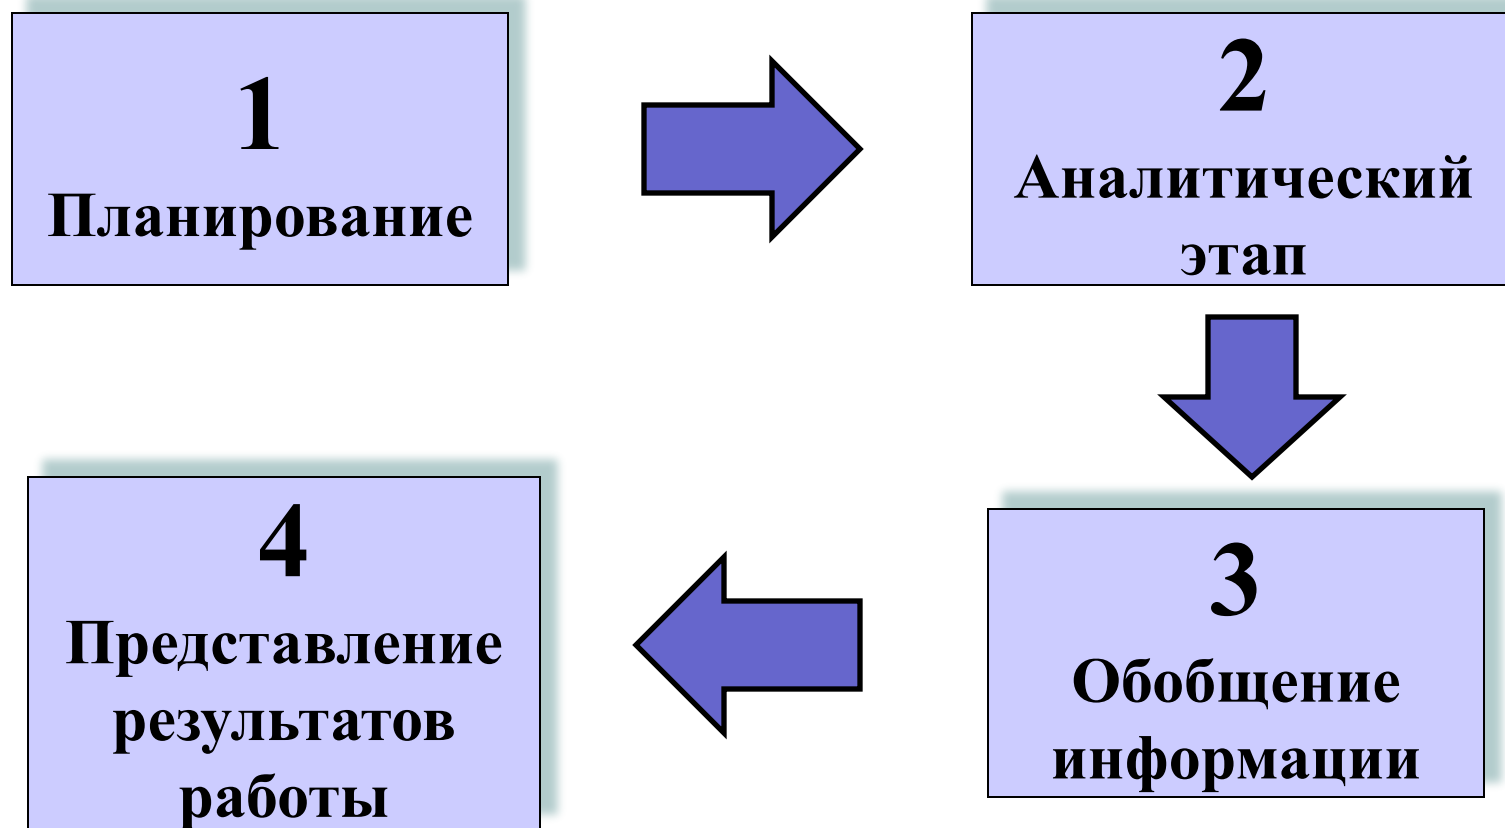 1
Планирование
2
Аналитический
этап
3
Обобщение
информации
4
Представление
результатов
работы